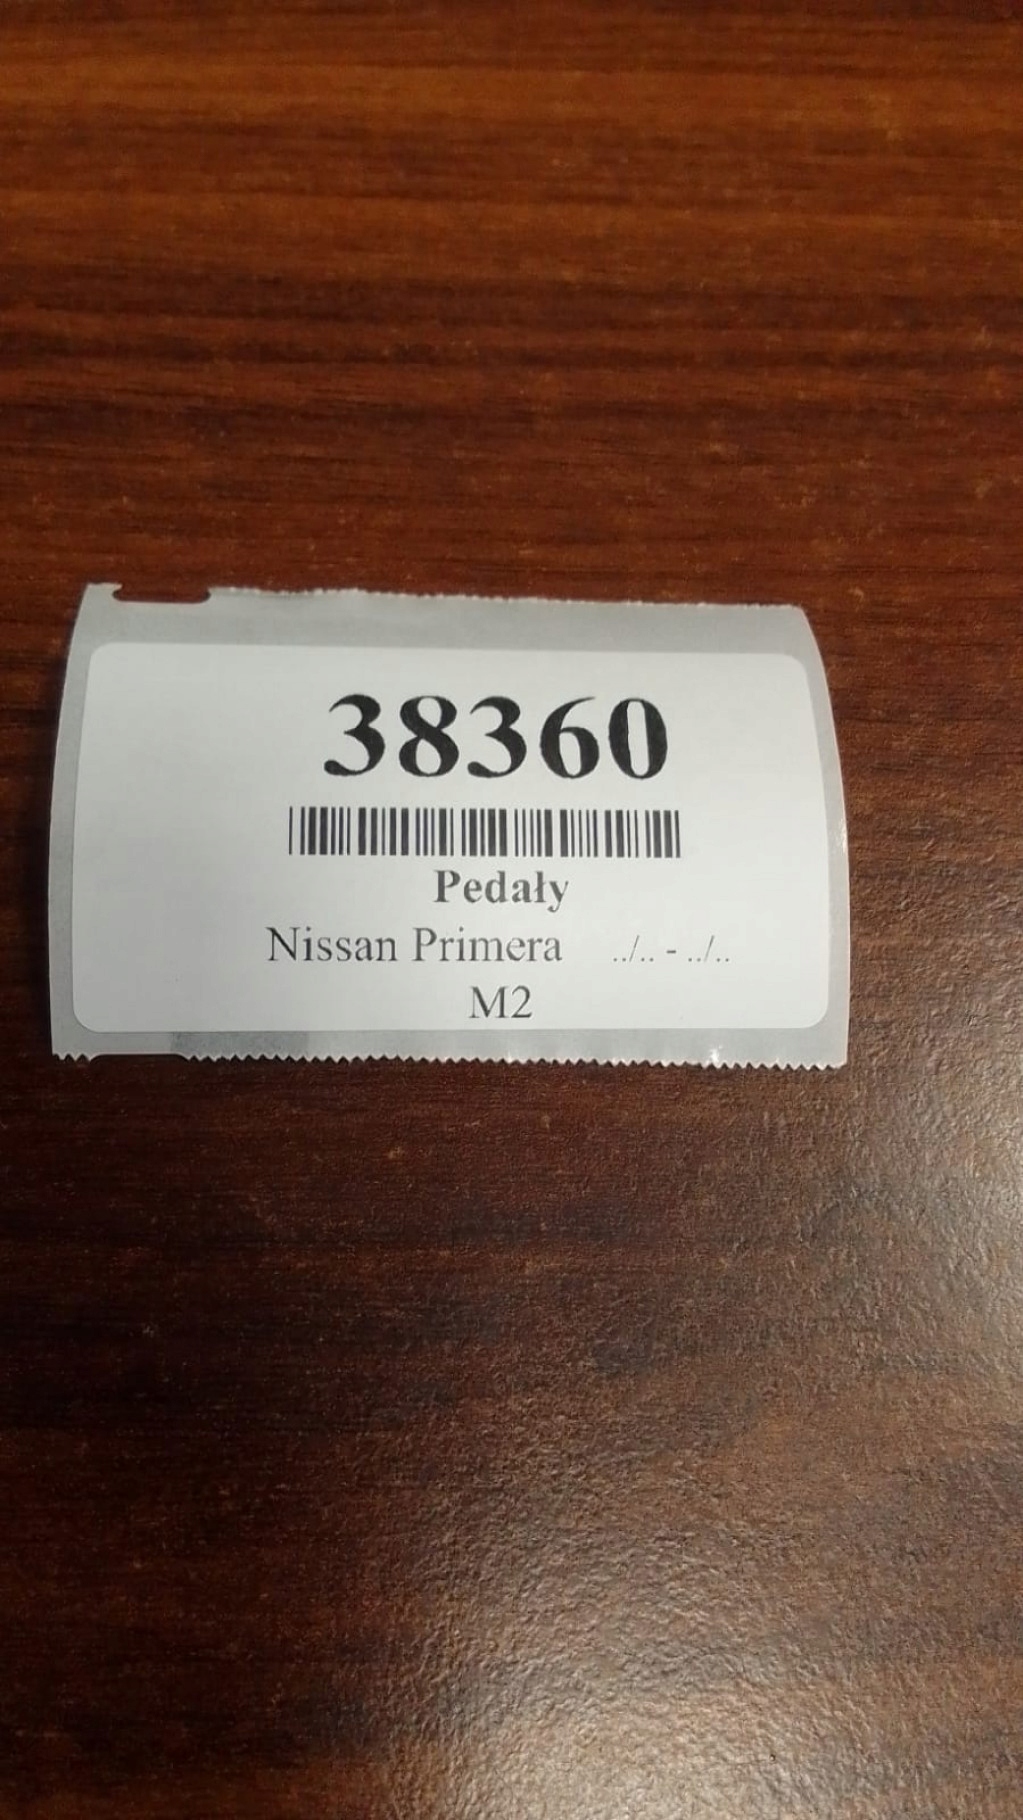 38360
Pedały
Nissan Primera ../.. - ../..
M2